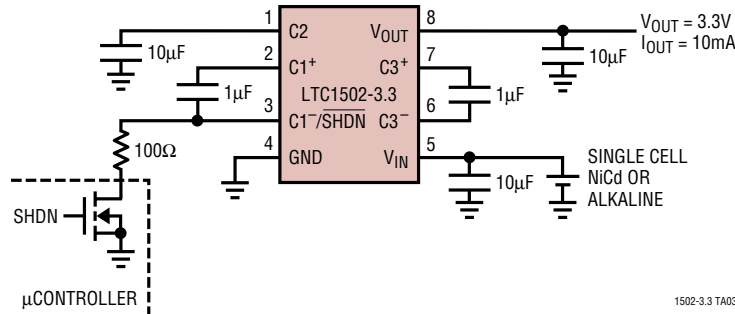 1
C2
VOUT
8
VOUT = 3.3V
IOUT = 10mA
10µF
10µF
2
C1+
C3+
7
1µF
LTC1502-3.3
1µF
3
C1–/SHDN
C3–
6
4
GND
VIN
5
100Ω
10µF
SINGLE CELL
NiCd OR
ALKALINE
SHDN
µCONTROLLER
1502-3.3 TA03